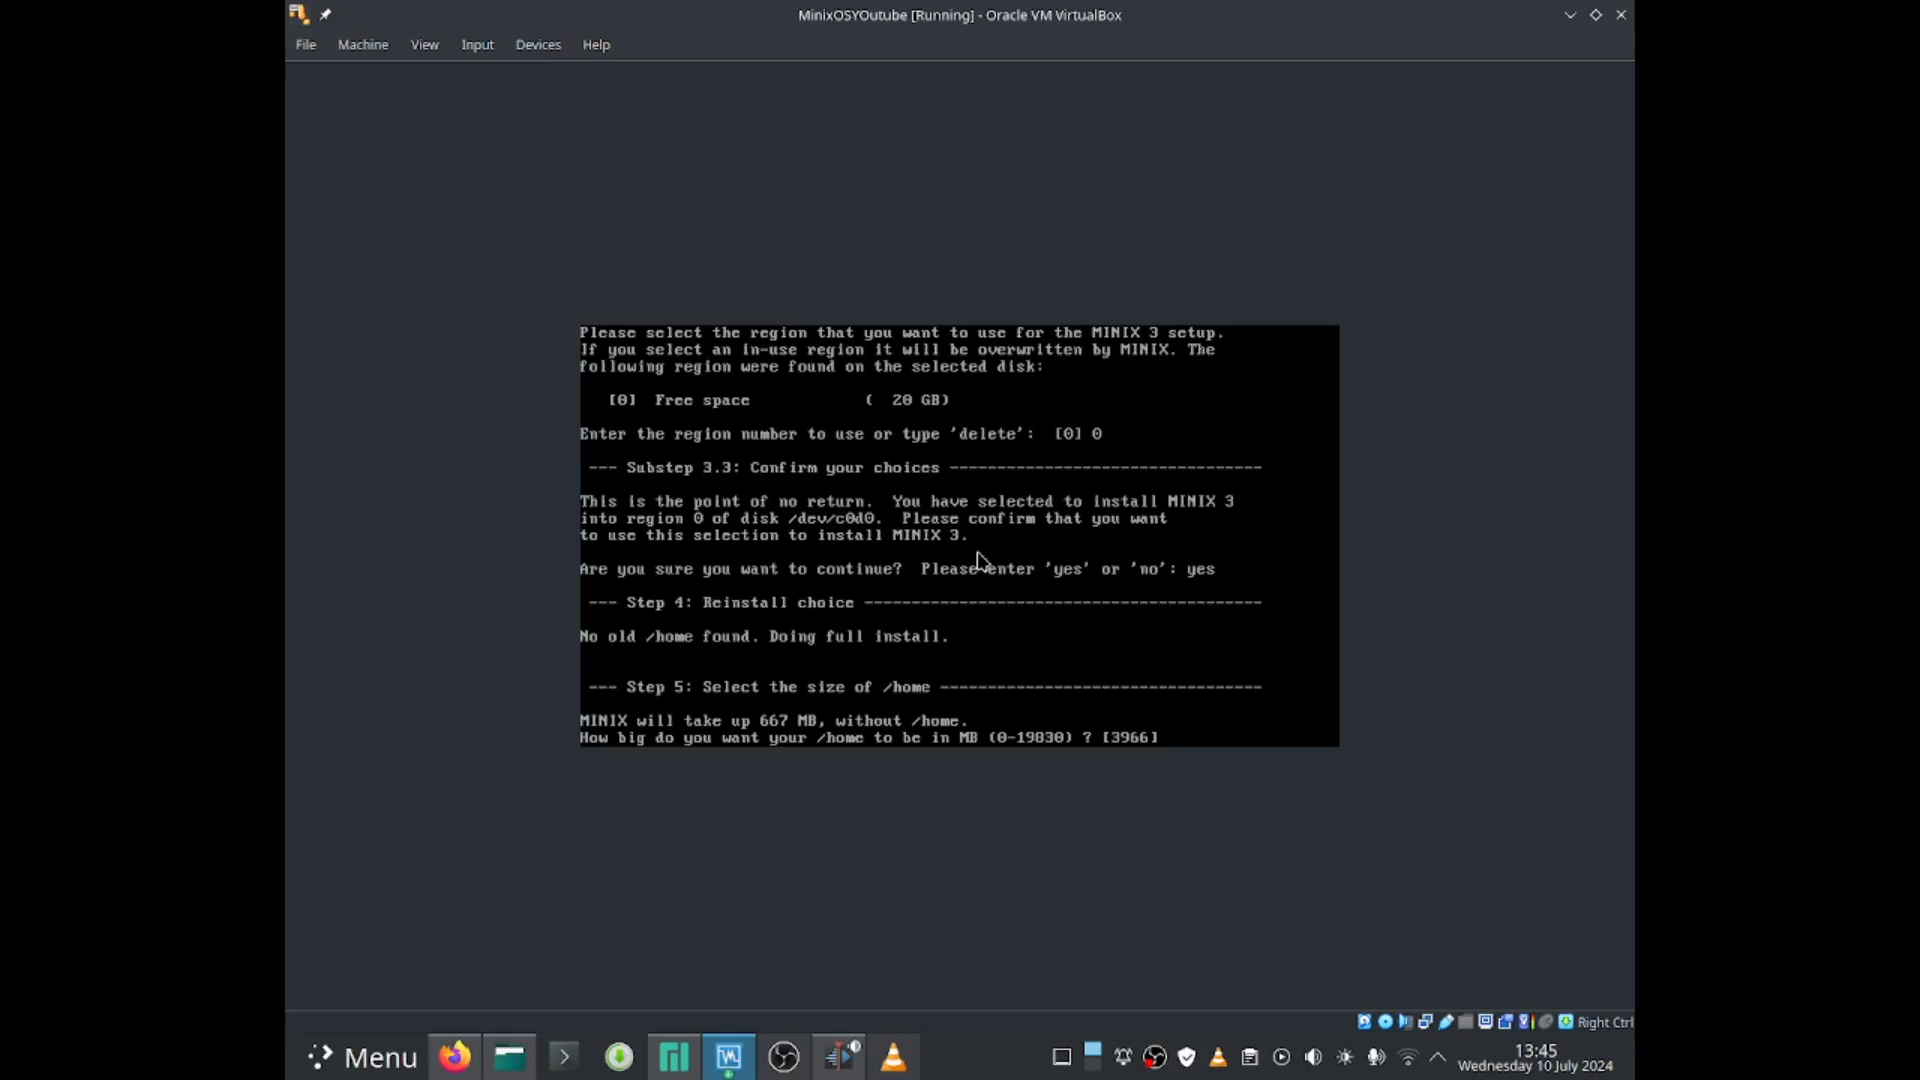 MinixOSYOutube [Running] - Oracle VM VirtualBox
File Machine View Input Devices Help
Please select the region that you want to use for the MINIX 3 setup.
If you select an in-use region it will be overwritten by MINIX. The
following region were found on the selected disk:
[0] Free space ( 20 GB)
Enter the region number to use or type 'delete': [0] 0
--- Substep 3.3: Confirm your choices ---------------------------------
This is the point of no return. You have selected to install MINIX 3
into region 0 of disk /dev/c0d0. Please confirm that you want
to use this selection to install MINIX 3.
Are you sure you want to continue? Please enter 'yes' or 'no': yes
--- Step 4: Reinstall choice ------------------------------------------
No old /home found. Doing full install.
--- Step 5: Select the size of /home ----------------------------------
MINIX will take up 667 MB, without /home.
How big do you want your /home to be in MB (0-19830) ? [3966]
Right Ctrl
Menu
13:45
Wednesday 10 July 2024